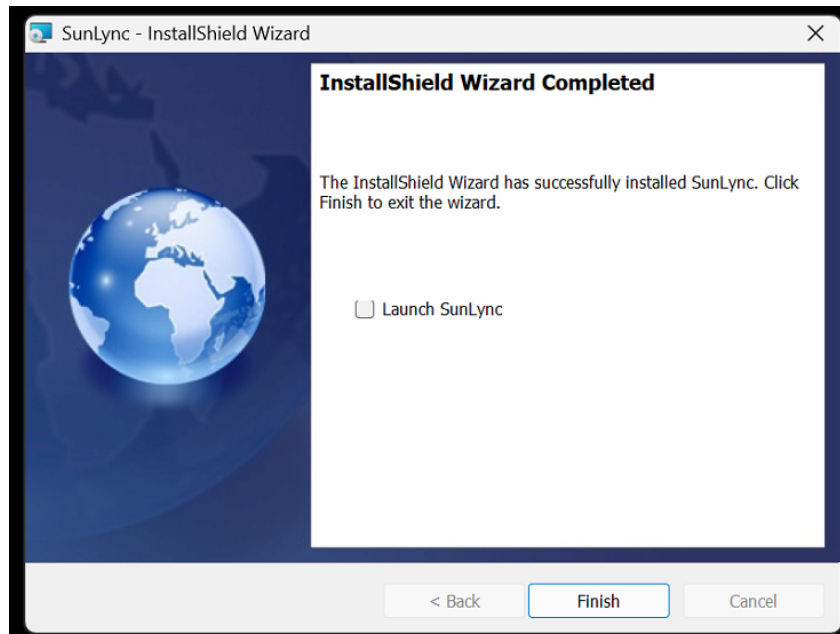 SunLync - InstallShield Wizard
InstallShield Wizard Completed
The InstallShield Wizard has successfully installed SunLync. Click
Finish to exit the wizard.
Launch SunLync
< Back
Finish
Cancel